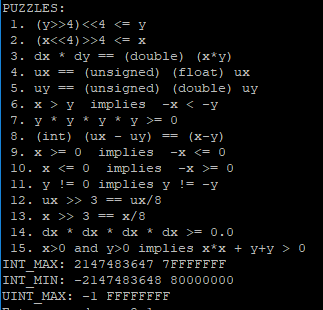 PUZZLES:
1. (y>>4)<<4 <= y
2. (x<<4)>>4 <= x
3. dx * dy == (double) (x*y)
4. ux == (unsigned) (float) ux
5. uy == (unsigned) (double) uy
6. x > y  implies  -x < -y
7. y * y * y * y >= 0
8. (int) (ux - uy) == (x-y)
9. x >= 0  implies  -x <= 0
10. x <= 0  implies  -x >= 0
11. y != 0 implies y != -y
12. ux >> 3 == ux/8
13. x >> 3 == x/8
14. dx * dx * dx * dx >= 0.0
15. x>0 and y>0 implies x*x + y+y > 0
INT_MAX: 2147483647 7FFFFFFF
INT_MIN: -2147483648 80000000
UINT_MAX: -1 FFFFFFFF